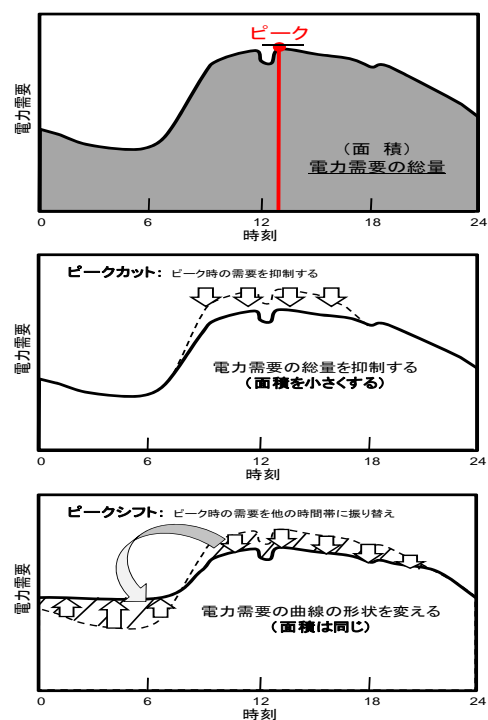 ピーク
電力需要
（面　積）
電力需要の総量
0 6 12 18 24
時刻
ピークカット： ピーク時の需要を抑制する
電力需要
電力需要の総量を抑制する
（面積を小さくする）
0 6 12 18 24
時刻
ピークシフト： ピーク時の需要を他の時間帯に振り替え
電力需要
電力需要の曲線の形状を変える
（面積は同じ）
0 6 12 18 24
時刻